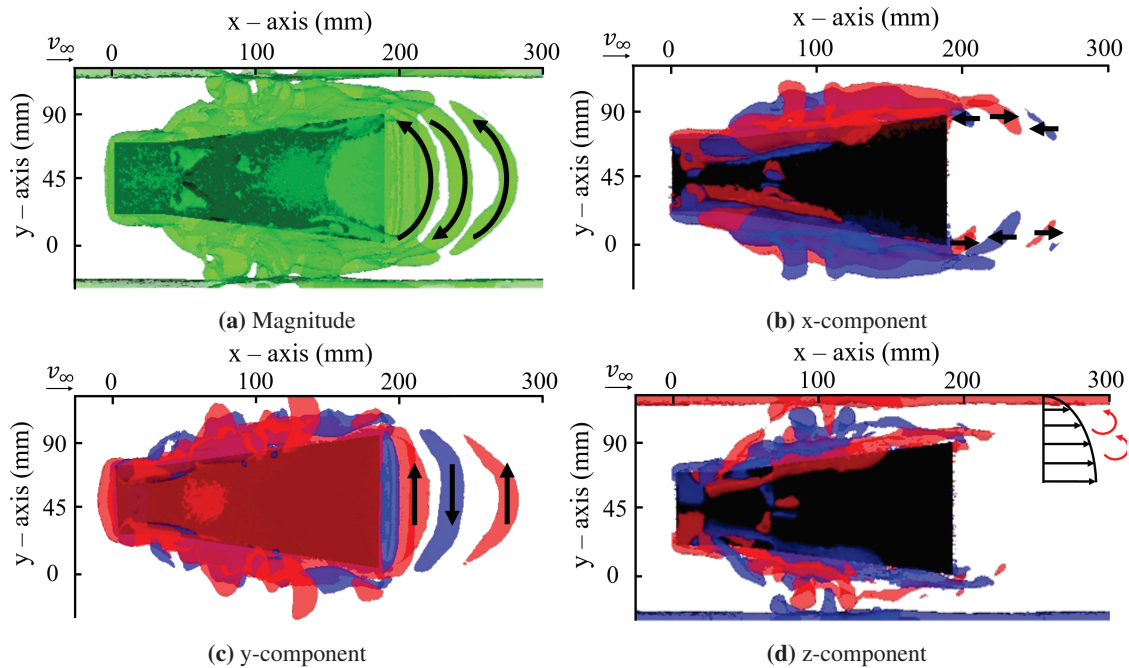 x – axis (mm)
v∞ 0 100 200 300
y – axis (mm)
90
45
0
(a) Magnitude
x – axis (mm)
v∞ 0 100 200 300
y – axis (mm)
90
45
0
(b) x-component
x – axis (mm)
v∞ 0 100 200 300
y – axis (mm)
90
45
0
(c) y-component
x – axis (mm)
v∞ 0 100 200 300
y – axis (mm)
90
45
0
(d) z-component